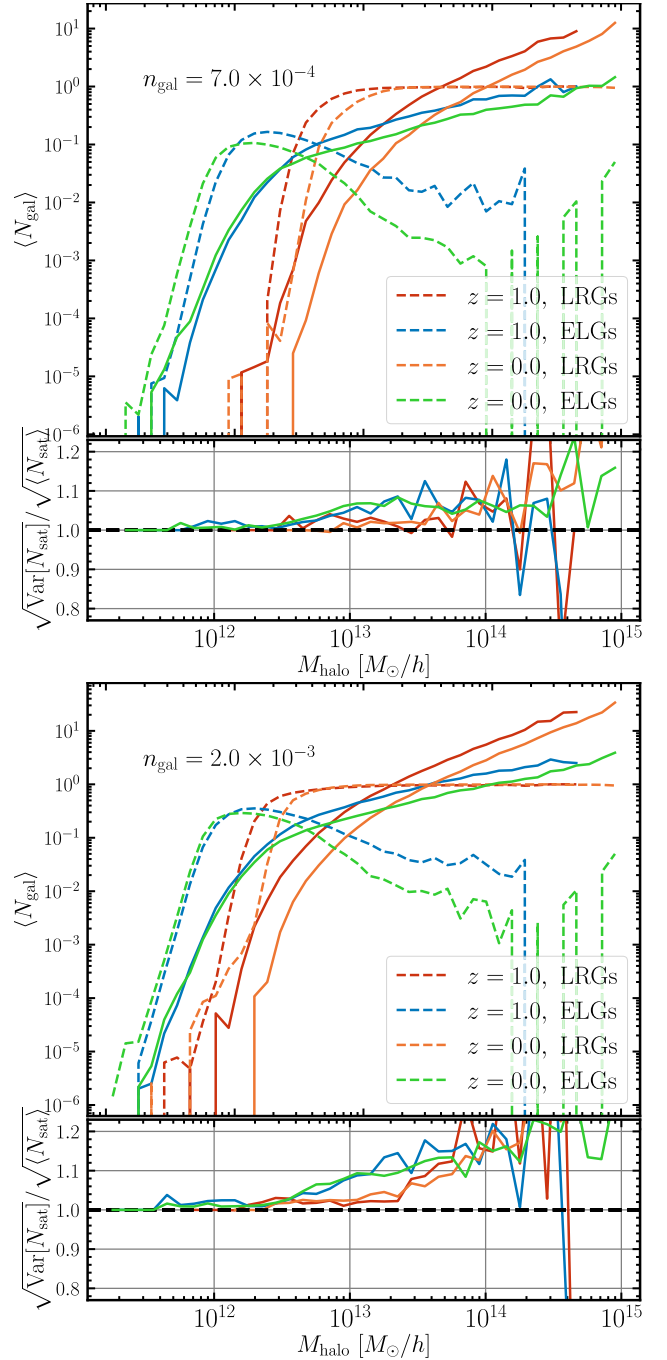 10^1
n_gal = 7.0 × 10^-4
10^0
10^-1
⟨N_gal⟩
10^-2
10^-3
10^-4
10^-5
10^-6
z = 1.0, LRGs
z = 1.0, ELGs
z = 0.0, LRGs
z = 0.0, ELGs
√Var[N_sat]/√⟨N_sat⟩
1.2
1.1
1.0
0.9
0.8
10^12 10^13 10^14 10^15
M_halo [M_⊙/h]
10^1
n_gal = 2.0 × 10^-3
10^0
10^-1
⟨N_gal⟩
10^-2
10^-3
10^-4
10^-5
10^-6
z = 1.0, LRGs
z = 1.0, ELGs
z = 0.0, LRGs
z = 0.0, ELGs
√Var[N_sat]/√⟨N_sat⟩
1.2
1.1
1.0
0.9
0.8
10^12 10^13 10^14 10^15
M_halo [M_⊙/h]